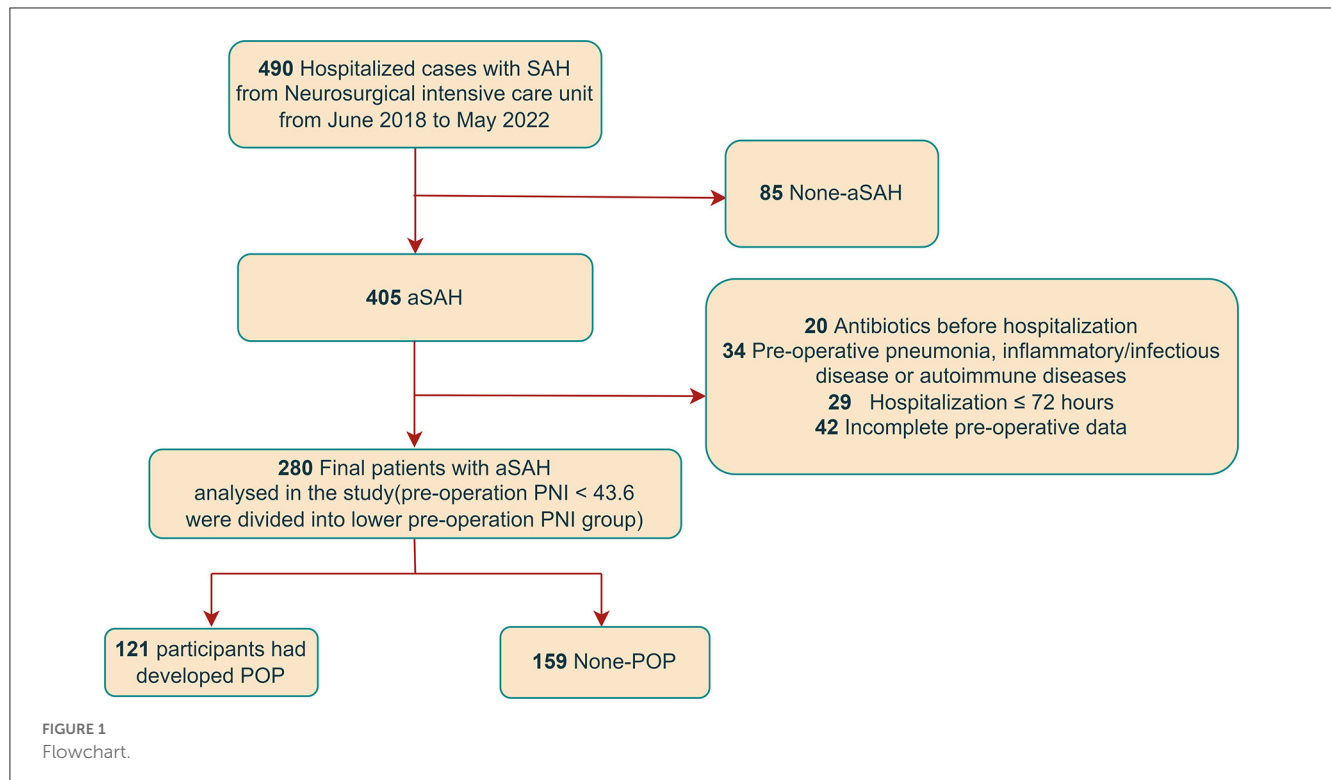 490 Hospitalized cases with SAH
from Neurosurgical intensive care unit
from June 2018 to May 2022
85 None-aSAH
405 aSAH
20 Antibiotics before hospitalization
34 Pre-operative pneumonia, inflammatory/infectious
disease or autoimmune diseases
29 Hospitalization ≤ 72 hours
42 Incomplete pre-operative data
280 Final patients with aSAH
analysed in the study(pre-operation PNI < 43.6
were divided into lower pre-operation PNI group)
121 participants had
developed POP
159 None-POP
FIGURE 1
Flowchart.